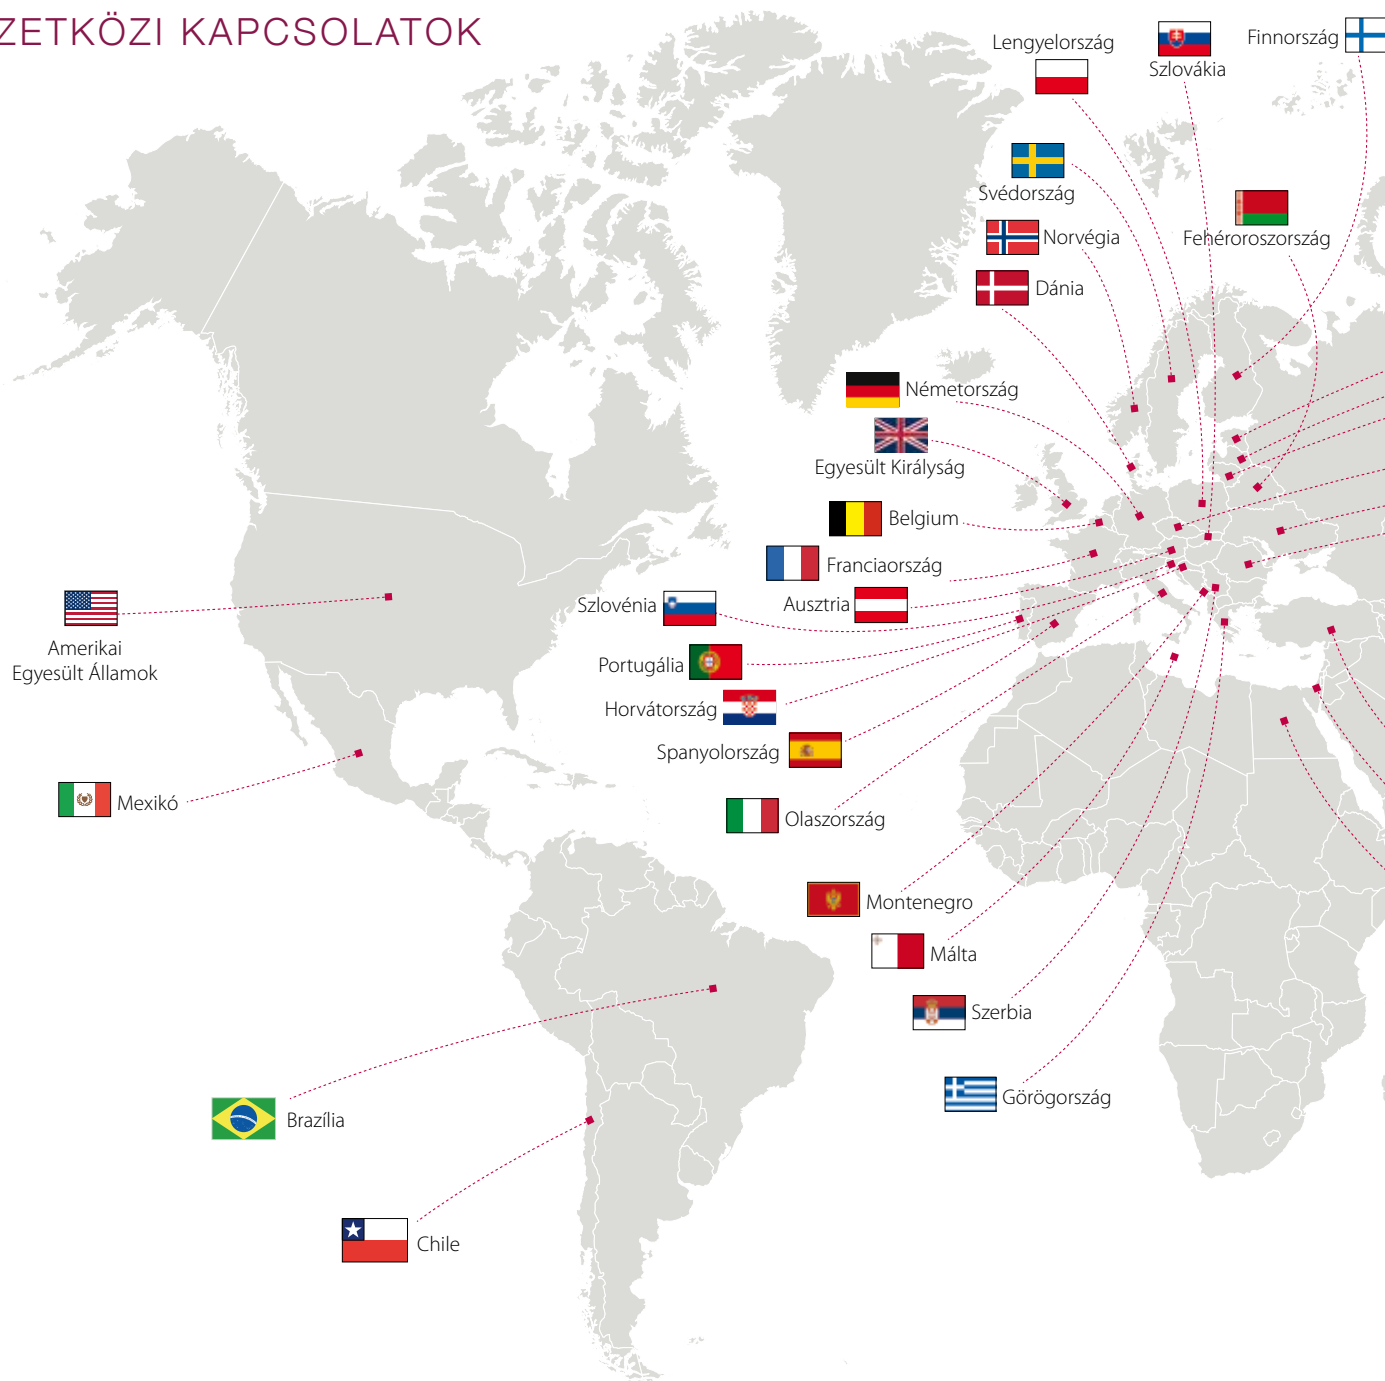 ZETKÖZI KAPCSOLATOK
Lengyelország
Szlovákia
Finnország
Svédország
Norvégia
Fehéroroszország
Dánia
Németország
Egyesült Királyság
Belgium
Franciaország
Szlovénia
Ausztria
Amerikai
Egyesült Államok
Portugália
Horvátország
Spanyolország
Mexikó
Olaszország
Montenegro
Málta
Szerbia
Görögország
Brazília
Chile